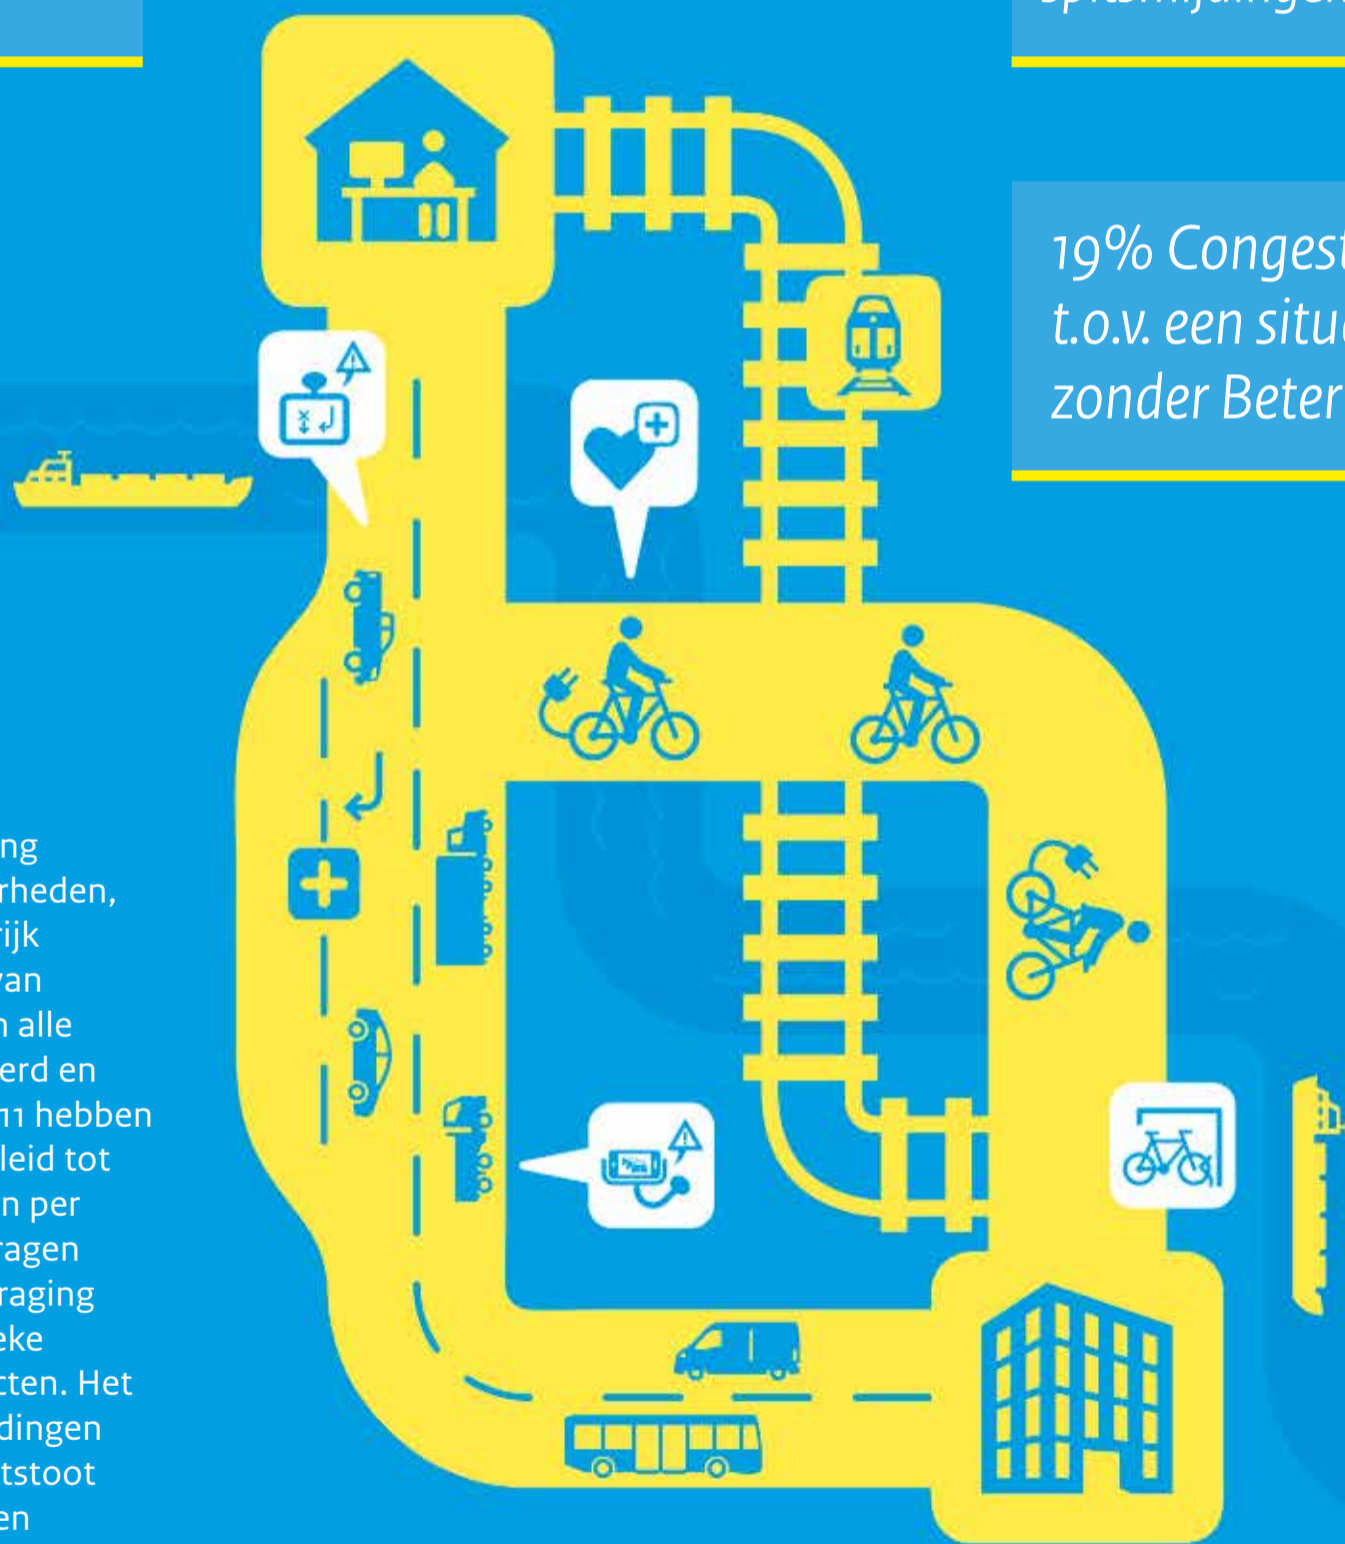 19% Congest
t.o.v. een situ
zonder Beter
ng
rheden,
rijk
van
n alle
erd en
11 hebben
leid tot
n per
ragen
raging
eke
cten. Het
dingen
tstoot
en